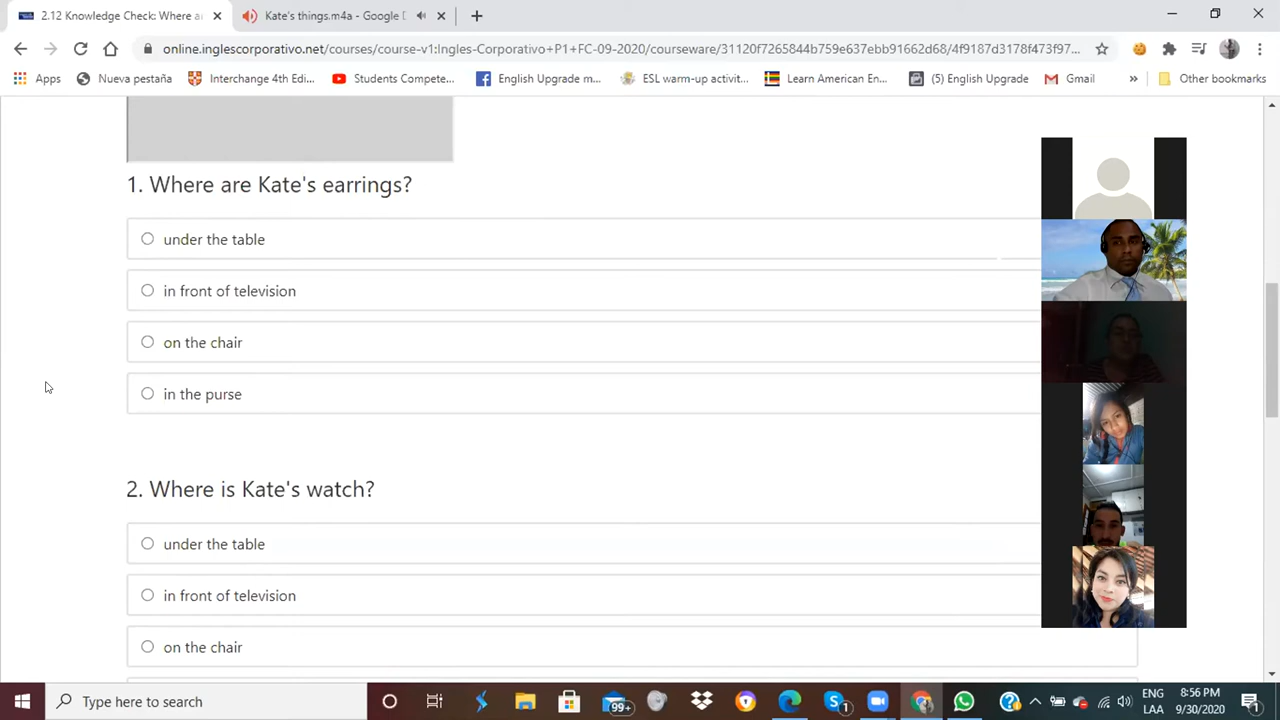 2.12 Knowledge Check: Where a
Kate's things.m4a - Google D
online.inglescorporativo.net/courses/course-v1:Ingles-Corporativo+P1+FC-09-2020/courseware/31120f7265844b759e637ebb91662d68/4f9187d3178f473f97...
Apps
Nueva pestaña
Interchange 4th Edi...
Students Compete...
English Upgrade m...
ESL warm-up activit...
Learn American En...
(5) English Upgrade
Gmail
»
Other bookmarks
1. Where are Kate's earrings?
under the table
in front of television
on the chair
in the purse
2. Where is Kate's watch?
under the table
in front of television
on the chair
Type here to search
99+
1
ENG
LAA
8:56 PM
9/30/2020
1